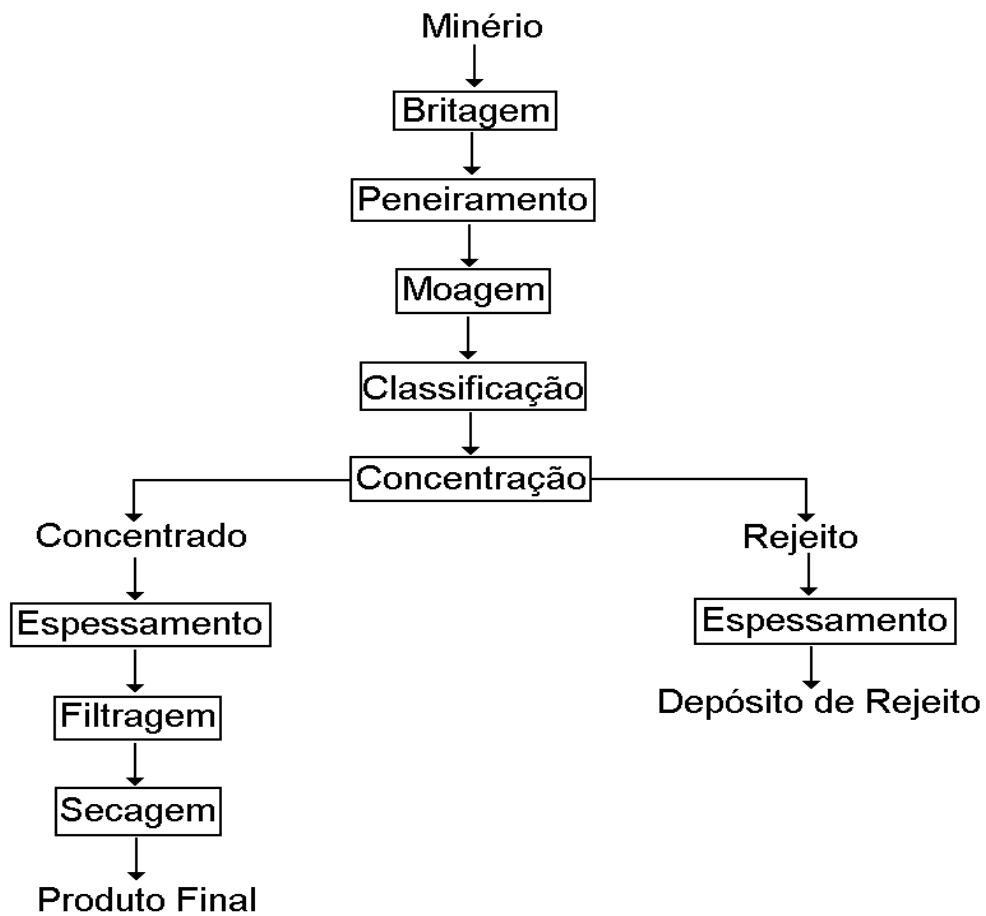 Minério
Britagem
Peneiramento
Moagem
Classificação
Concentração
Concentrado
Rejeito
Espessamento
Espessamento
Filtragem
Depósito de Rejeito
Secagem
Produto Final